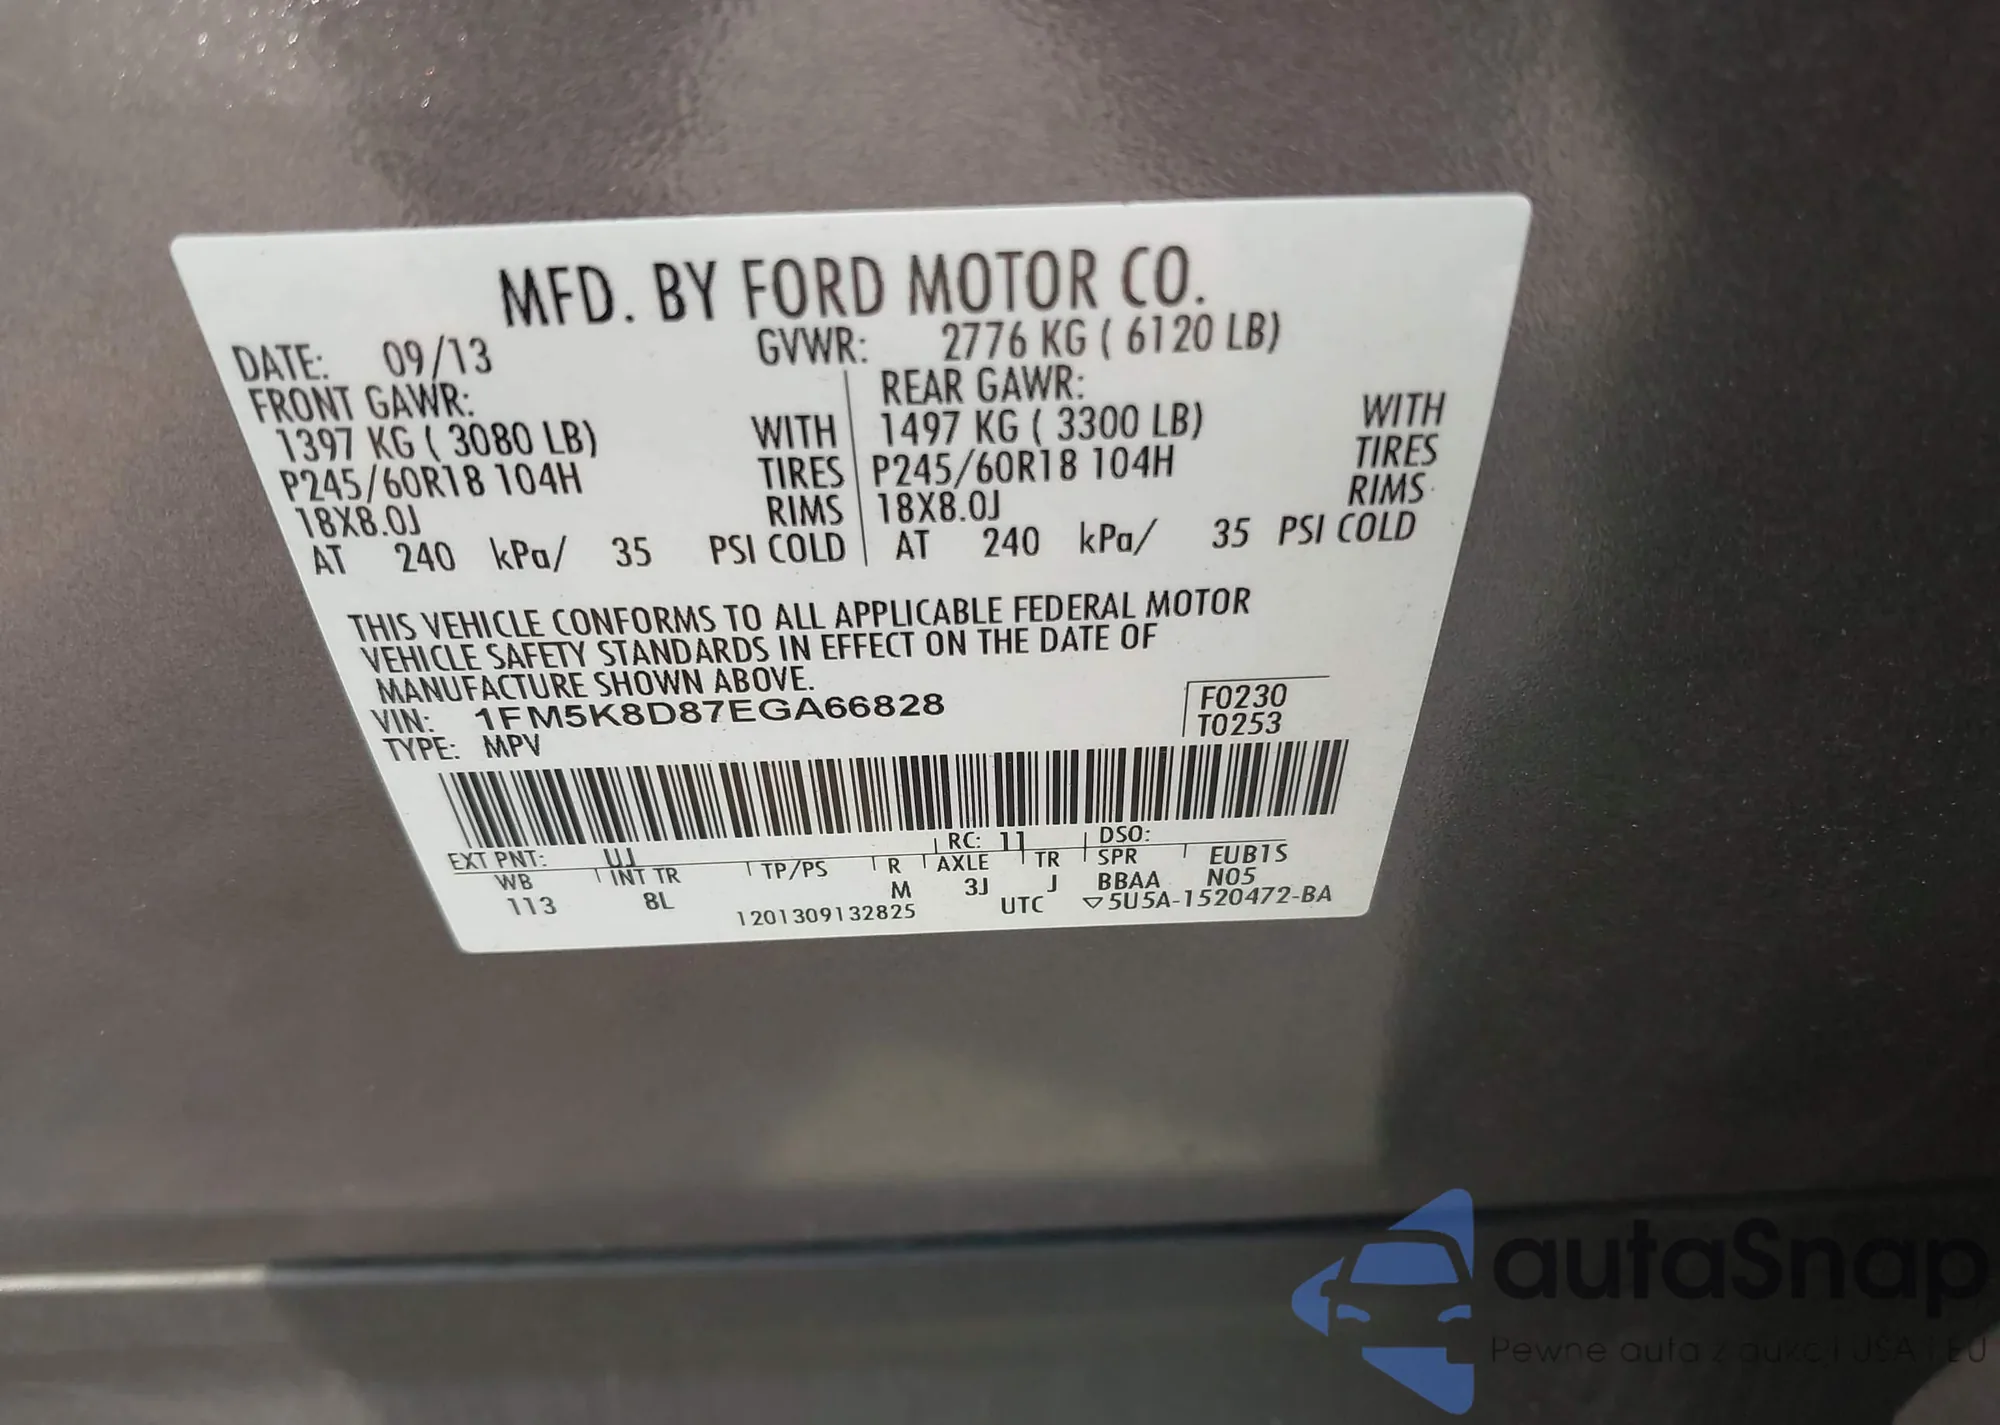 MFD. BY FORD MOTOR CO.
DATE: 09/13 GVWR: 2776 KG ( 6120 LB)
FRONT GAWR: REAR GAWR:
1397 KG ( 3080 LB) WITH 1497 KG ( 3300 LB) WITH
P245/60R18 104H TIRES P245/60R18 104H TIRES
18X8.0J RIMS 18X8.0J RIMS
AT 240 kPa/ 35 PSI COLD AT 240 kPa/ 35 PSI COLD
THIS VEHICLE CONFORMS TO ALL APPLICABLE FEDERAL MOTOR
VEHICLE SAFETY STANDARDS IN EFFECT ON THE DATE OF
MANUFACTURE SHOWN ABOVE.
VIN: 1FM5K8D87EGA66828 F0230
TYPE: MPV T0253
EXT PNT: UJ RC: 11 DSO:
WB INT TR TP/PS R AXLE TR SPR EUB1S
113 8L M 3J J BBAA N05
1201309132825 UTC ▽5U5A-1520472-BA
autaSnap
Pewne auta z aukcji USA i EU